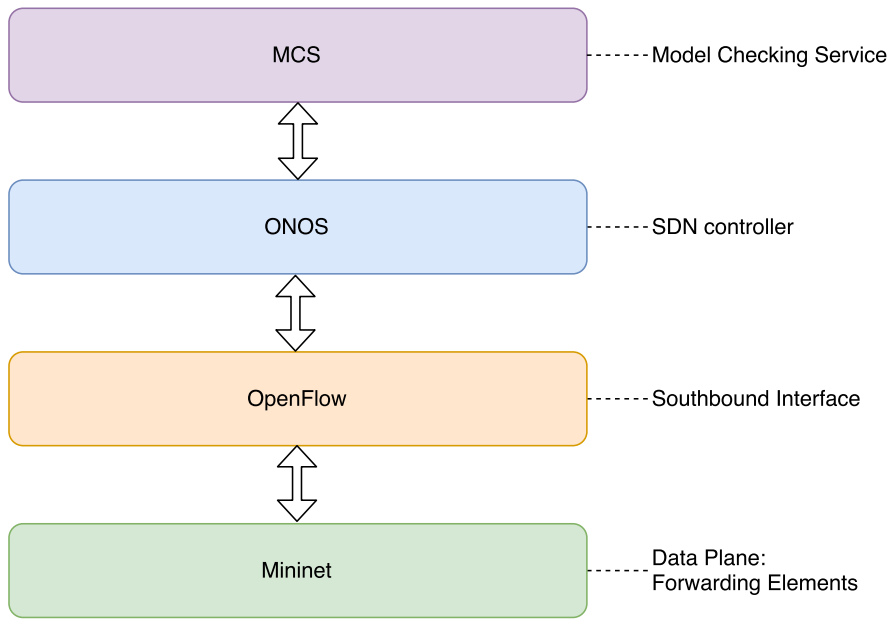 MCS
Model Checking Service
ONOS
SDN controller
OpenFlow
Southbound Interface
Mininet
Data Plane:
Forwarding Elements